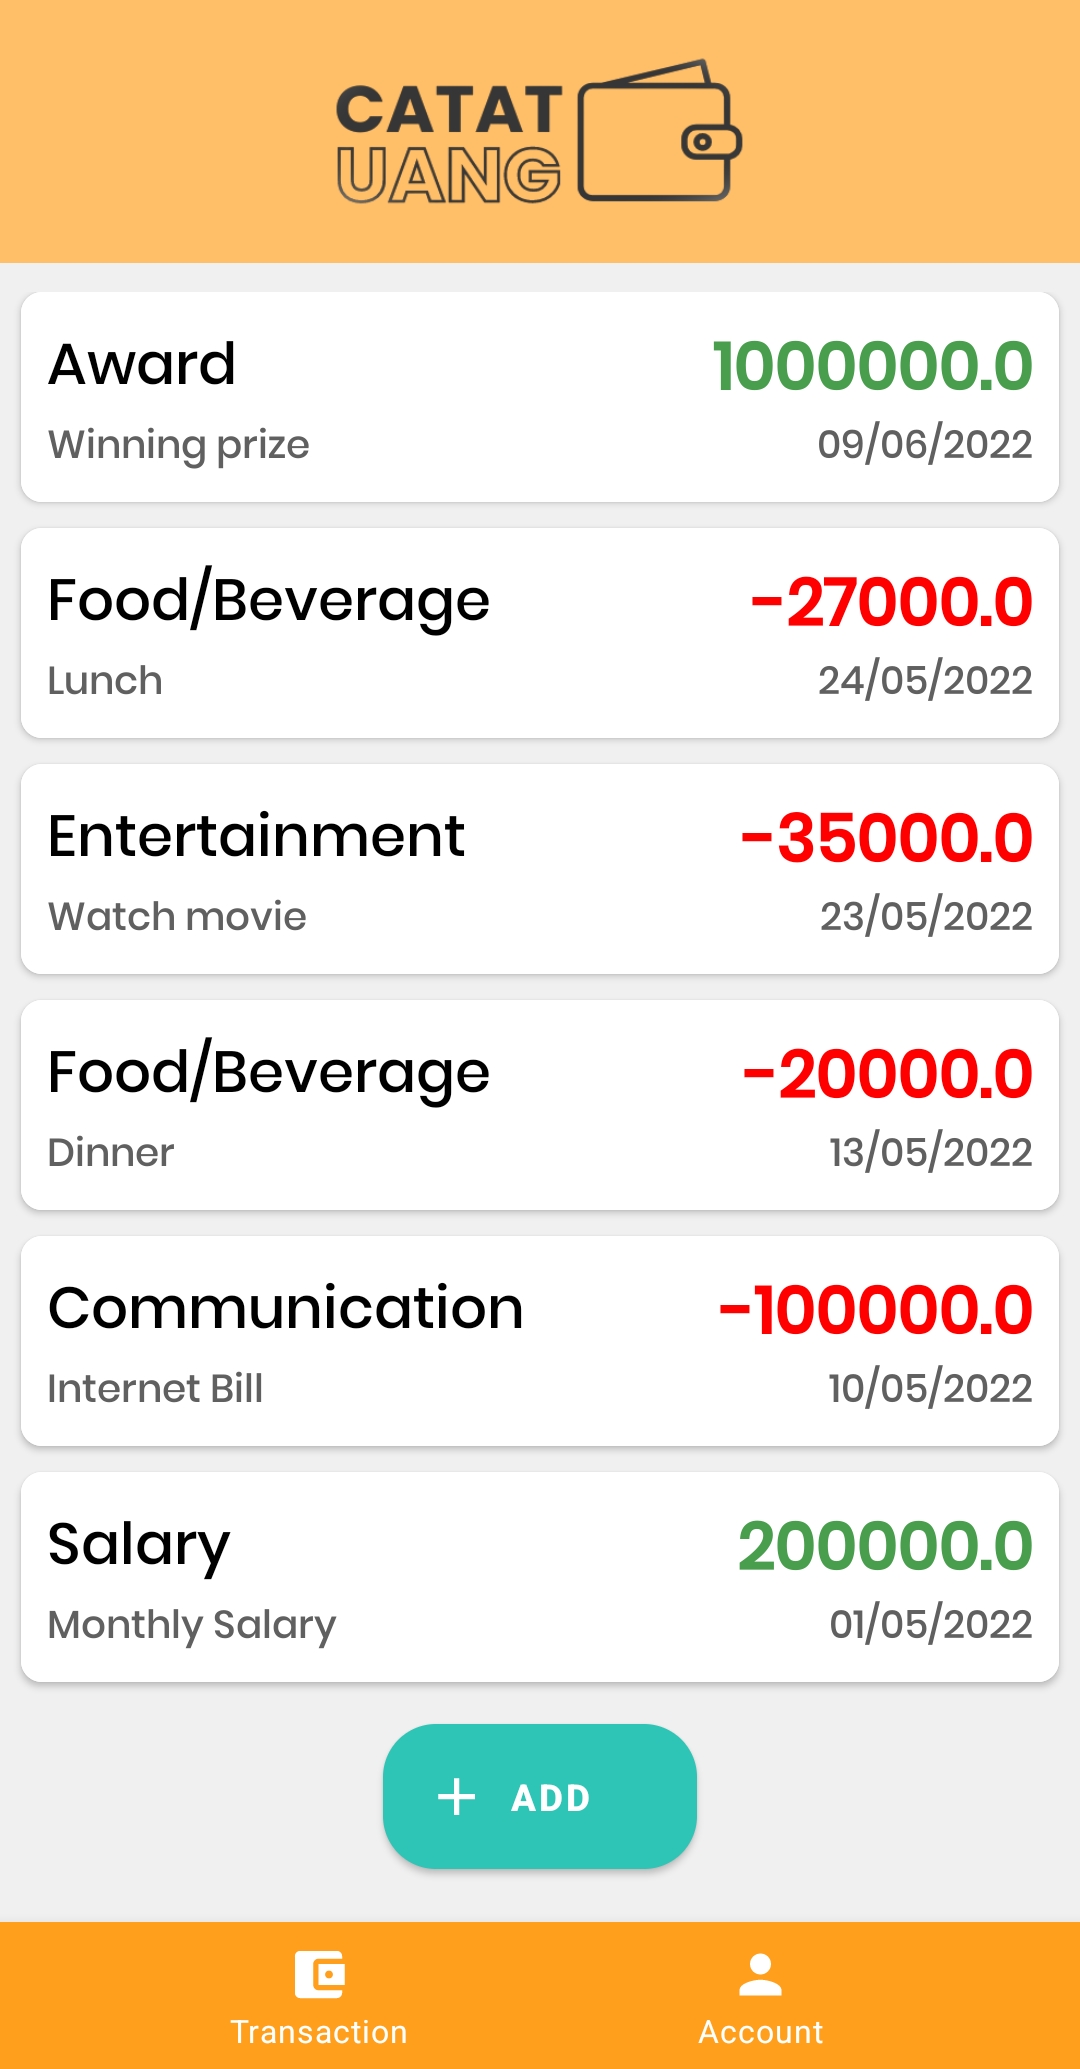 CATAT
UANG
Award 1000000.0
Winning prize 09/06/2022
Food/Beverage -27000.0
Lunch 24/05/2022
Entertainment -35000.0
Watch movie 23/05/2022
Food/Beverage -20000.0
Dinner 13/05/2022
Communication -100000.0
Internet Bill 10/05/2022
Salary 200000.0
Monthly Salary 01/05/2022
+ ADD
Transaction Account